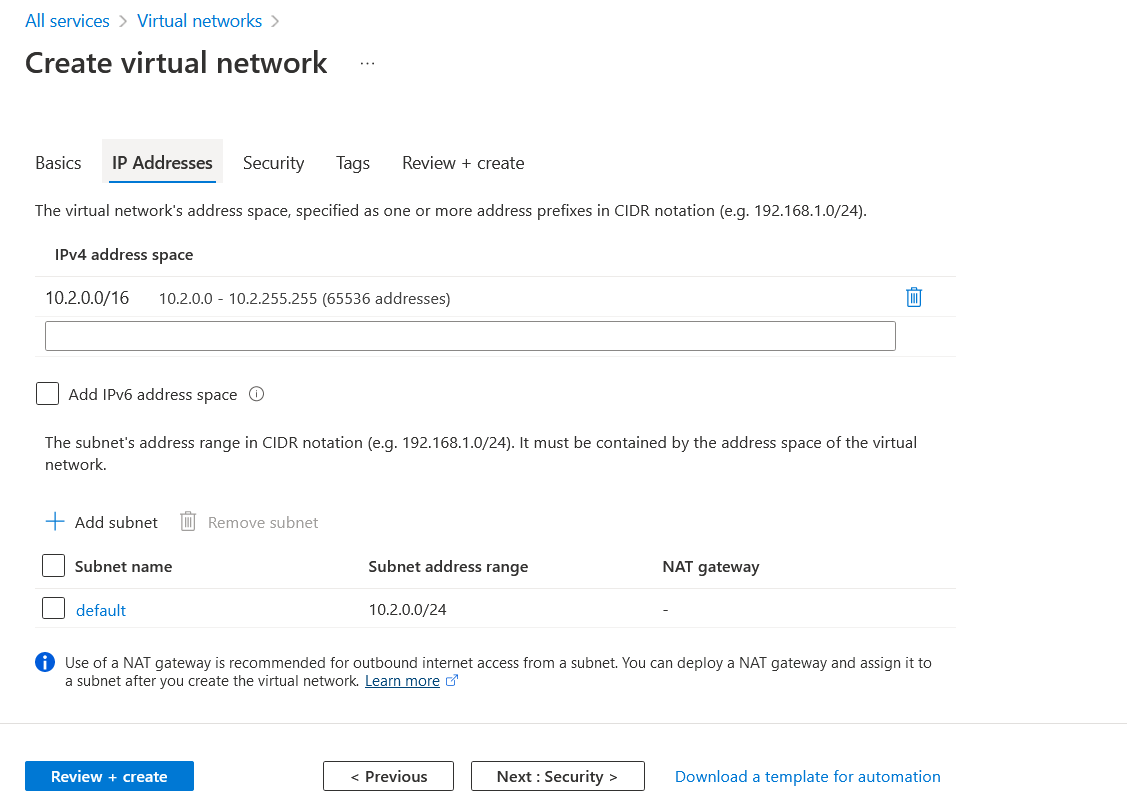 All services > Virtual networks >
Create virtual network ...
Basics IP Addresses Security Tags Review + create
The virtual network's address space, specified as one or more address prefixes in CIDR notation (e.g. 192.168.1.0/24).
IPv4 address space
10.2.0.0/16 10.2.0.0 - 10.2.255.255 (65536 addresses)
Add IPv6 address space
The subnet's address range in CIDR notation (e.g. 192.168.1.0/24). It must be contained by the address space of the virtual
network.
+ Add subnet Remove subnet
Subnet name Subnet address range NAT gateway
default 10.2.0.0/24 -
Use of a NAT gateway is recommended for outbound internet access from a subnet. You can deploy a NAT gateway and assign it to
a subnet after you create the virtual network. Learn more
Review + create < Previous Next : Security > Download a template for automation